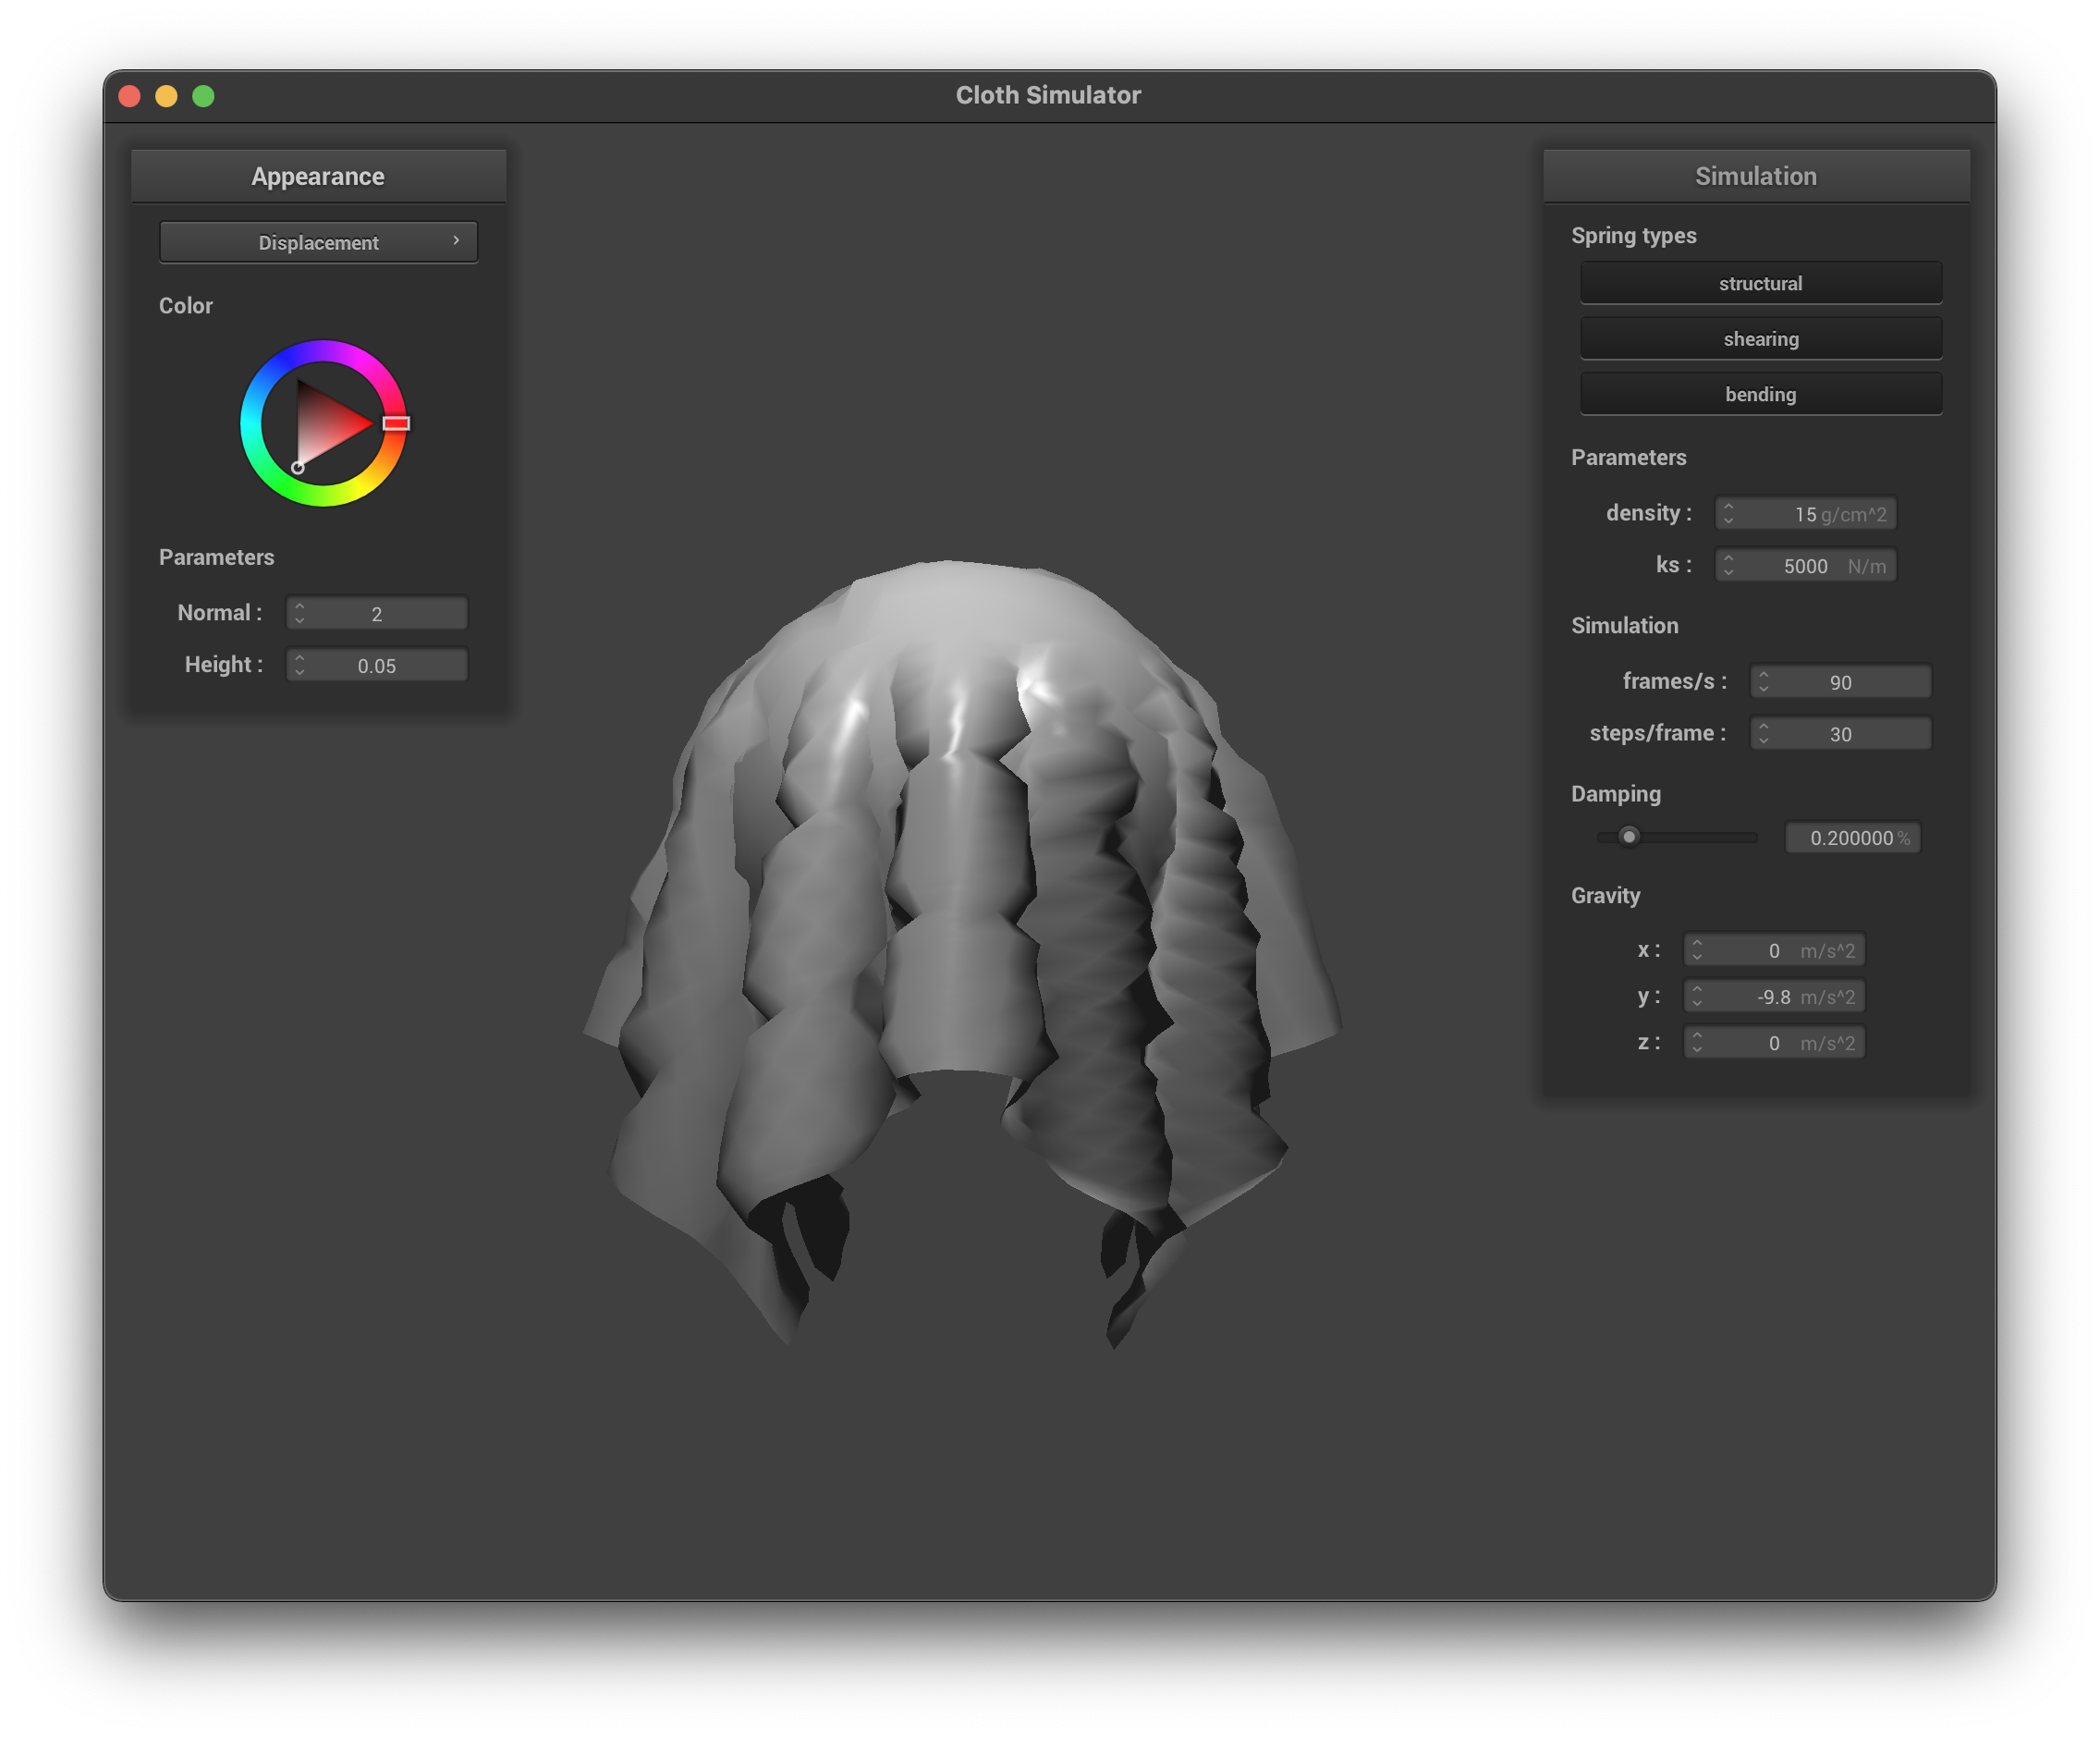 Cloth Simulator
Appearance
Displacement
Color
Parameters
Normal : 2
Height : 0.05
Simulation
Spring types
structural
shearing
bending
Parameters
density : 15 g/cm^2
ks : 5000 N/m
Simulation
frames/s : 90
steps/frame : 30
Damping
0.200000 %
Gravity
x : 0 m/s^2
y : -9.8 m/s^2
z : 0 m/s^2